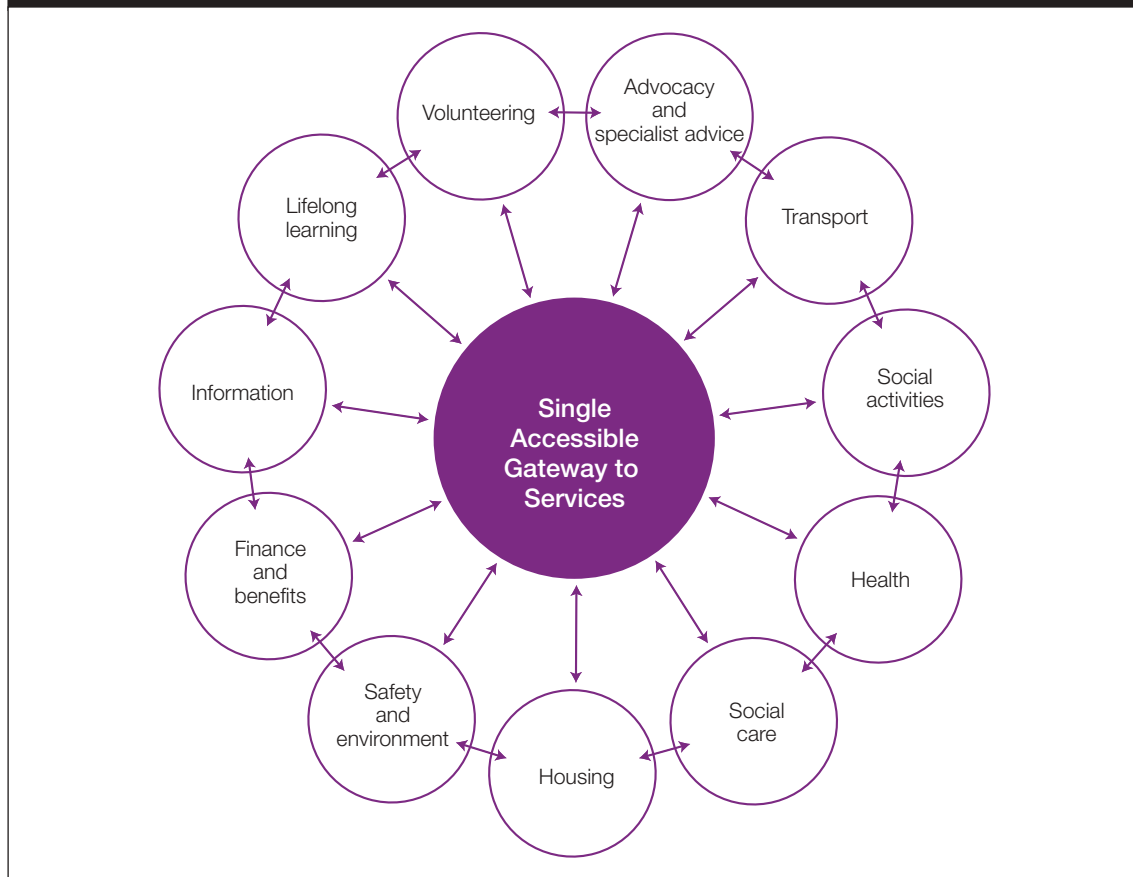 Volunteering
Advocacy
and
specialist advice
Transport
Social
activities
Health
Social
care
Housing
Safety
and
environment
Finance
and
benefits
Information
Lifelong
learning
Single
Accessible
Gateway to
Services